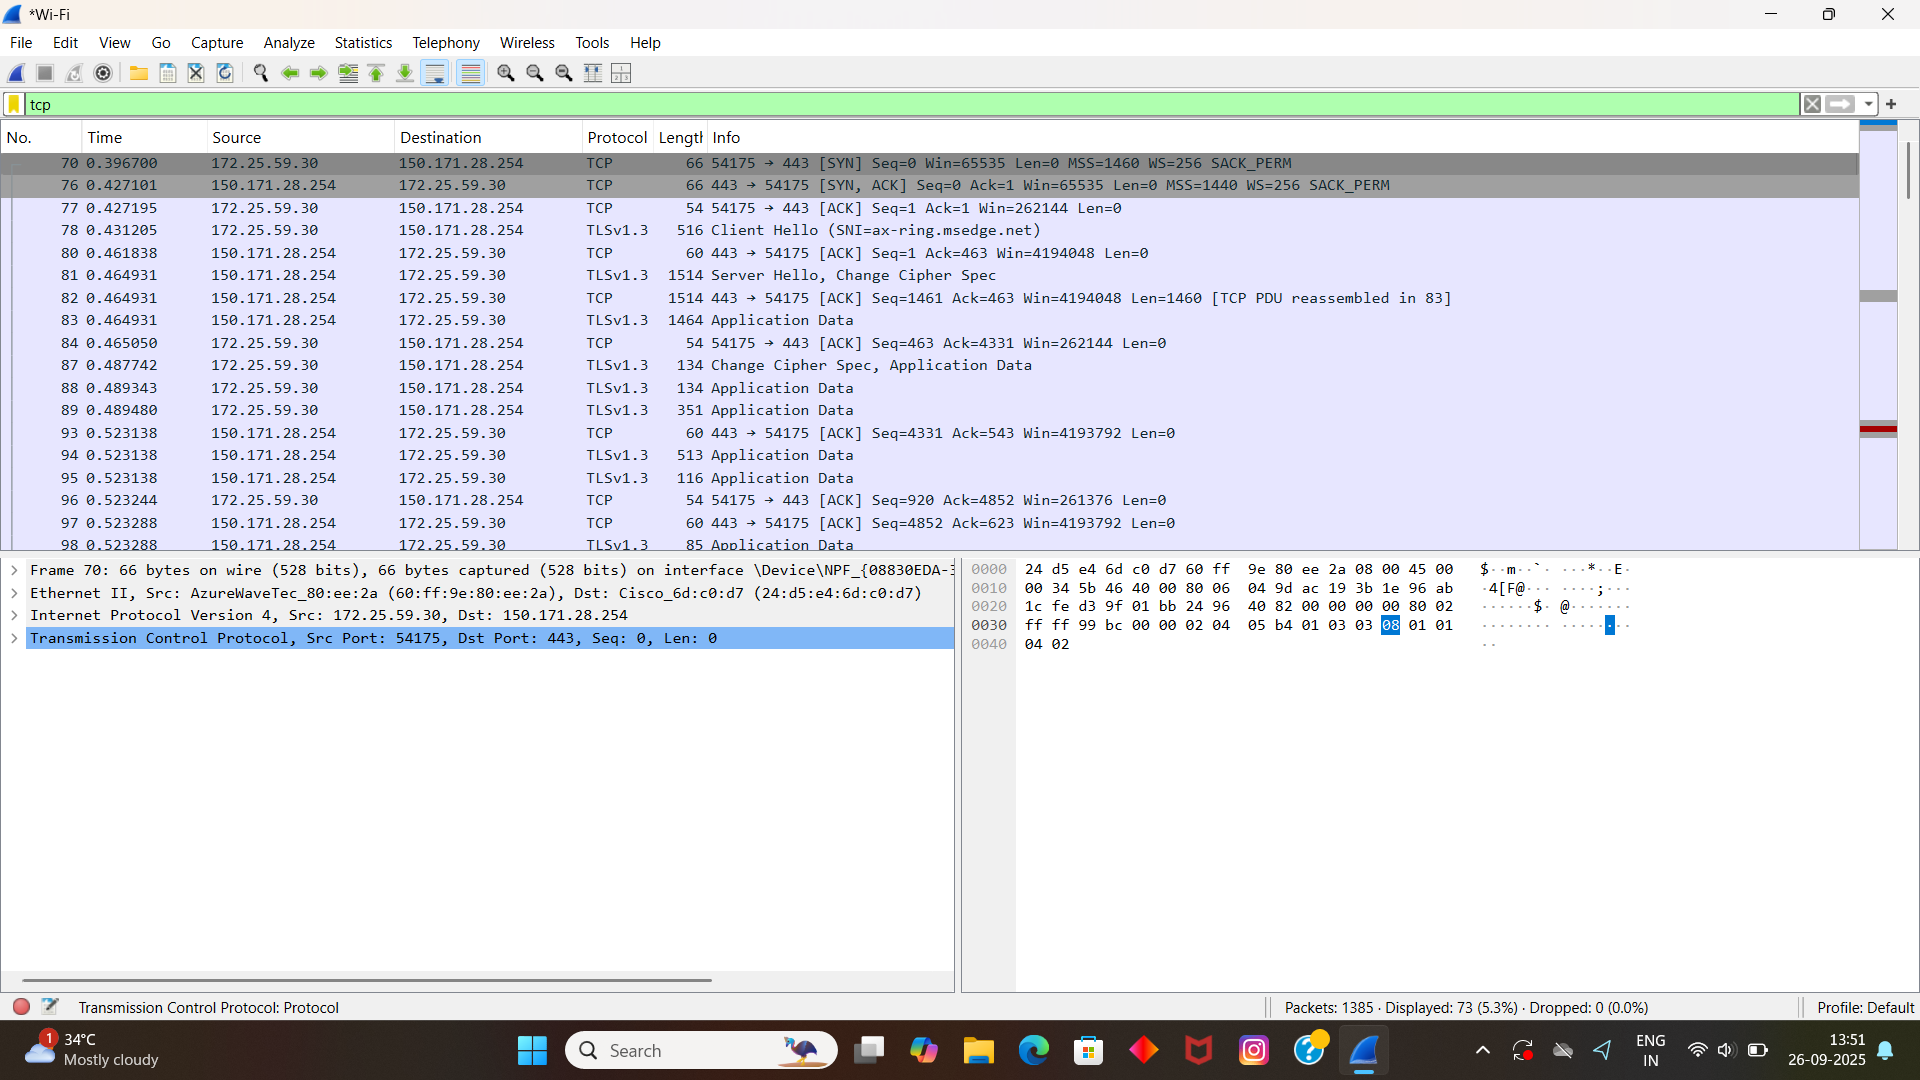 *Wi-Fi
File Edit View Go Capture Analyze Statistics Telephony Wireless Tools Help
tcp
No. Time Source Destination Protocol Length Info
70 0.396700 172.25.59.30 150.171.28.254 TCP 66 54175 → 443 [SYN] Seq=0 Win=65535 Len=0 MSS=1460 WS=256 SACK_PERM
76 0.427101 150.171.28.254 172.25.59.30 TCP 66 443 → 54175 [SYN, ACK] Seq=0 Ack=1 Win=65535 Len=0 MSS=1440 WS=256 SACK_PERM
77 0.427195 172.25.59.30 150.171.28.254 TCP 54 54175 → 443 [ACK] Seq=1 Ack=1 Win=262144 Len=0
78 0.431205 172.25.59.30 150.171.28.254 TLSv1.3 516 Client Hello (SNI=ax-ring.msedge.net)
80 0.461838 150.171.28.254 172.25.59.30 TCP 60 443 → 54175 [ACK] Seq=1 Ack=463 Win=4194048 Len=0
81 0.464931 150.171.28.254 172.25.59.30 TLSv1.3 1514 Server Hello, Change Cipher Spec
82 0.464931 150.171.28.254 172.25.59.30 TCP 1514 443 → 54175 [ACK] Seq=1461 Ack=463 Win=4194048 Len=1460 [TCP PDU reassembled in 83]
83 0.464931 150.171.28.254 172.25.59.30 TLSv1.3 1464 Application Data
84 0.465050 172.25.59.30 150.171.28.254 TCP 54 54175 → 443 [ACK] Seq=463 Ack=4331 Win=262144 Len=0
87 0.487742 172.25.59.30 150.171.28.254 TLSv1.3 134 Change Cipher Spec, Application Data
88 0.489343 172.25.59.30 150.171.28.254 TLSv1.3 134 Application Data
89 0.489480 172.25.59.30 150.171.28.254 TLSv1.3 351 Application Data
93 0.523138 150.171.28.254 172.25.59.30 TCP 60 443 → 54175 [ACK] Seq=4331 Ack=543 Win=4193792 Len=0
94 0.523138 150.171.28.254 172.25.59.30 TLSv1.3 513 Application Data
95 0.523138 150.171.28.254 172.25.59.30 TLSv1.3 116 Application Data
96 0.523244 172.25.59.30 150.171.28.254 TCP 54 54175 → 443 [ACK] Seq=920 Ack=4852 Win=261376 Len=0
97 0.523288 150.171.28.254 172.25.59.30 TCP 60 443 → 54175 [ACK] Seq=4852 Ack=623 Win=4193792 Len=0
98 0.523288 150.171.28.254 172.25.59.30 TLSv1.3 85 Application Data
Frame 70: 66 bytes on wire (528 bits), 66 bytes captured (528 bits) on interface \Device\NPF_{08830EDA-3
Ethernet II, Src: AzureWaveTec_80:ee:2a (60:ff:9e:80:ee:2a), Dst: Cisco_6d:c0:d7 (24:d5:e4:6d:c0:d7)
Internet Protocol Version 4, Src: 172.25.59.30, Dst: 150.171.28.254
Transmission Control Protocol, Src Port: 54175, Dst Port: 443, Seq: 0, Len: 0
0000 24 d5 e4 6d c0 d7 60 ff 9e 80 ee 2a 08 00 45 00 $··m··`· ···*··E·
0010 00 34 5b 46 40 00 80 06 04 9d ac 19 3b 1e 96 ab ·4[F@··· ····;···
0020 1c fe d3 9f 01 bb 24 96 40 82 00 00 00 00 80 02 ······$· @·······
0030 ff ff 99 bc 00 00 02 04 05 b4 01 03 03 08 01 01 ········ ········
0040 04 02 ··
Transmission Control Protocol: Protocol Packets: 1385 · Displayed: 73 (5.3%) · Dropped: 0 (0.0%) Profile: Default
1 34°C
Mostly cloudy
Search
ENG
IN
13:51
26-09-2025